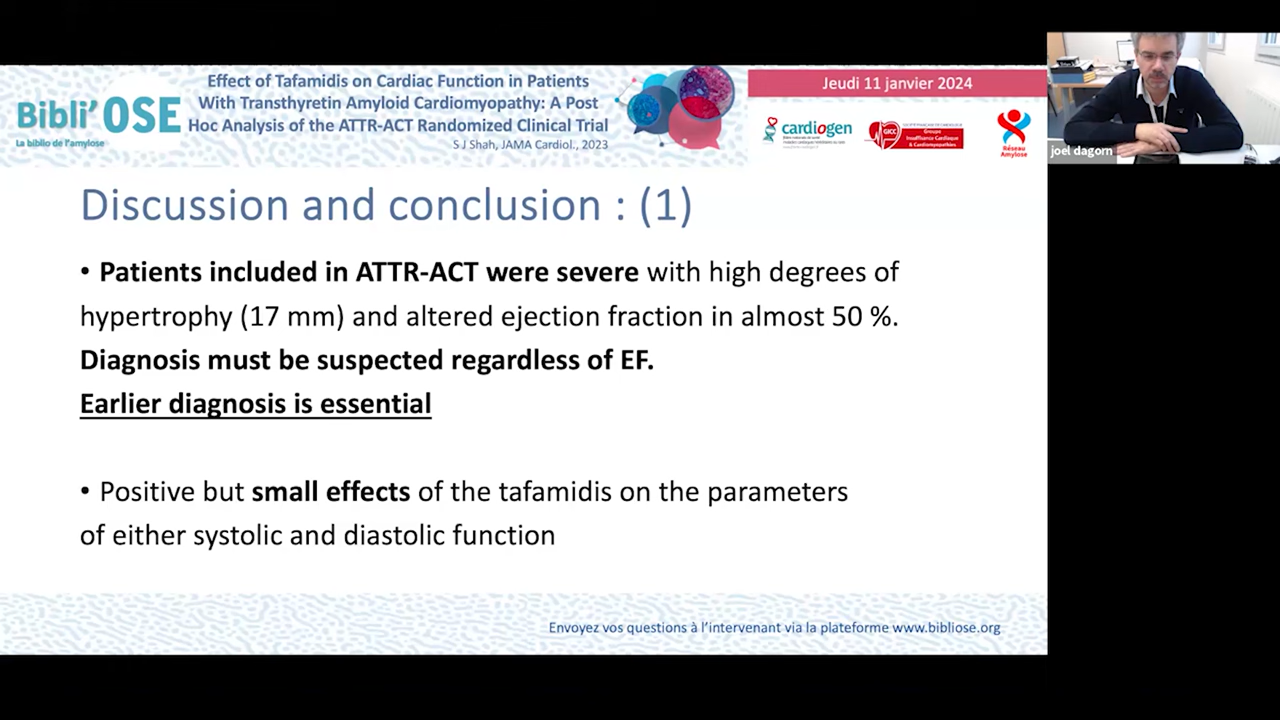 Effect of Tafamidis on Cardiac Function in Patients
With Transthyretin Amyloid Cardiomyopathy: A Post
Hoc Analysis of the ATTR-ACT Randomized Clinical Trial
S J Shah, JAMA Cardiol., 2023
Bibli'OSE
La biblio de l'amylose
Jeudi 11 janvier 2024
cardiogen
GICC
Groupe
Insuffisance Cardiaque
& Cardiomyopathies
Réseau
Amylose
joel dagorn
Discussion and conclusion : (1)
• Patients included in ATTR-ACT were severe with high degrees of
hypertrophy (17 mm) and altered ejection fraction in almost 50 %.
Diagnosis must be suspected regardless of EF.
Earlier diagnosis is essential
• Positive but small effects of the tafamidis on the parameters
of either systolic and diastolic function
Envoyez vos questions à l'intervenant via la plateforme www.bibliose.org